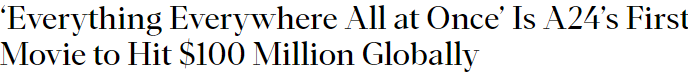 ‘Everything Everywhere All at Once’ Is A24’s First
Movie to Hit $100 Million Globally